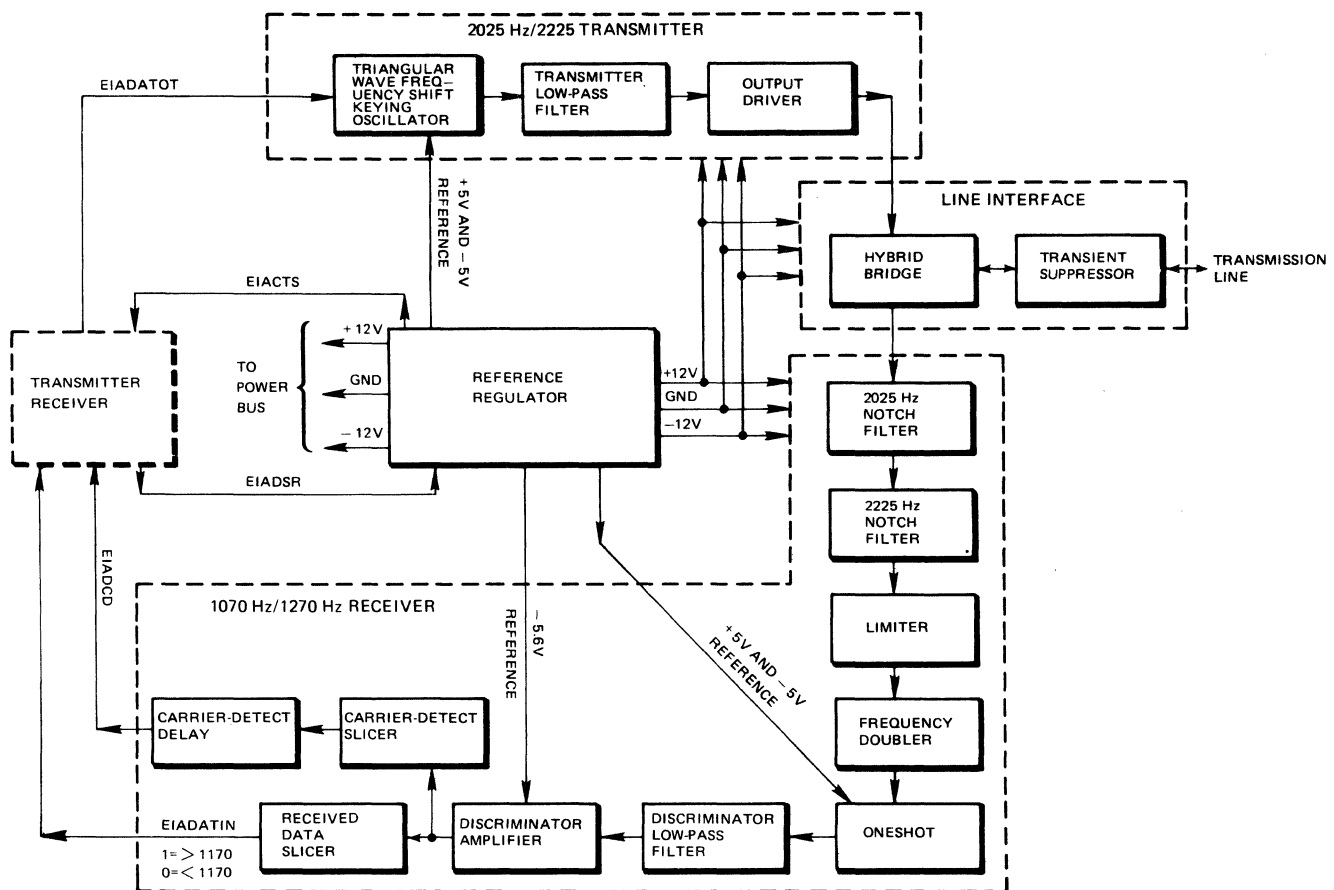 2025 Hz/2225 TRANSMITTER
EIADATOT
TRIANGULAR
WAVE FREQ–
UENCY SHIFT
KEYING
OSCILLATOR
TRANSMITTER
LOW-PASS
FILTER
OUTPUT
DRIVER
+5V AND –5V
REFERENCE
LINE INTERFACE
HYBRID
BRIDGE
TRANSIENT
SUPPRESSOR
TRANSMISSION
LINE
EIACTS
TRANSMITTER
RECEIVER
TO
POWER
BUS
+12V
GND
–12V
REFERENCE
REGULATOR
+12V
GND
–12V
EIADSR
2025 Hz
NOTCH
FILTER
2225 Hz
NOTCH
FILTER
LIMITER
FREQUENCY
DOUBLER
ONESHOT
EIADCD
1070 Hz/1270 Hz RECEIVER
–5.6V
REFERENCE
+5V AND –5V
REFERENCE
CARRIER-DETECT
DELAY
CARRIER-DETECT
SLICER
EIADATIN
1=>1170
0=<1170
RECEIVED
DATA
SLICER
DISCRIMINATOR
AMPLIFIER
DISCRIMINATOR
LOW-PASS
FILTER